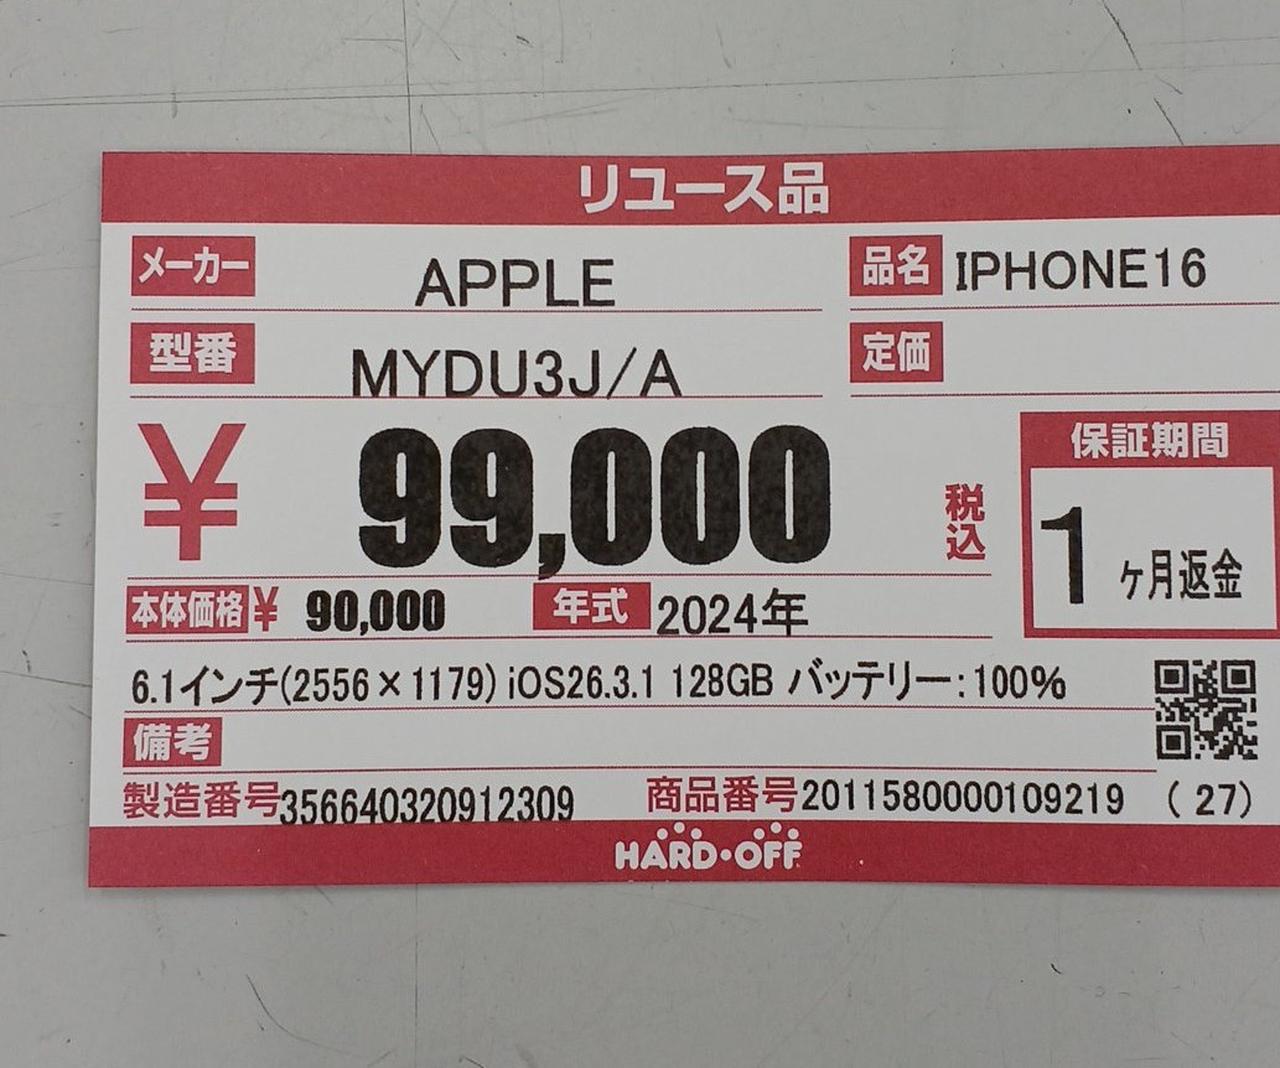 リユース品
メーカー APPLE 品名 IPHONE16
型番 MYDU3J/A 定価
¥ 99,000 税込
保証期間
1ヶ月返金
本体価格¥ 90,000 年式 2024年
6.1インチ(2556×1179) iOS26.3.1 128GB バッテリー:100%
備考
製造番号356640320912309 商品番号2011580000109219 (27)
HARD・OFF